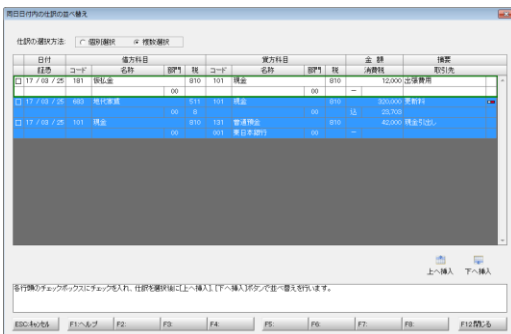 同日日付内の仕訳の並べ替え
仕訳の選択方法: 個別選択 複数選択
日付 借方科目 貸方科目 金 額 摘要
証憑 コード 名称 部門 税 コード 名称 部門 税 消費税 取引先
17 / 03 / 25 181 仮払金 810 101 現金 810 12,000 出張費用
00 00 ー
17 / 03 / 25 683 地代家賃 511 101 現金 810 320,000 更新料
00 8 00 込 23,703
17 / 03 / 25 101 現金 810 131 普通預金 810 42,000 現金引出し
00 001 東日本銀行 00 ー
上へ挿入 下へ挿入
各行頭のチェックボックスにチェックを入れ、仕訳を選択後に[上へ挿入]、[下へ挿入]ボタンで並べ替えを行います。
ESC:キャンセル F1:ヘルプ F2: F3: F4: F5: F6: F7: F8: F12:閉じる